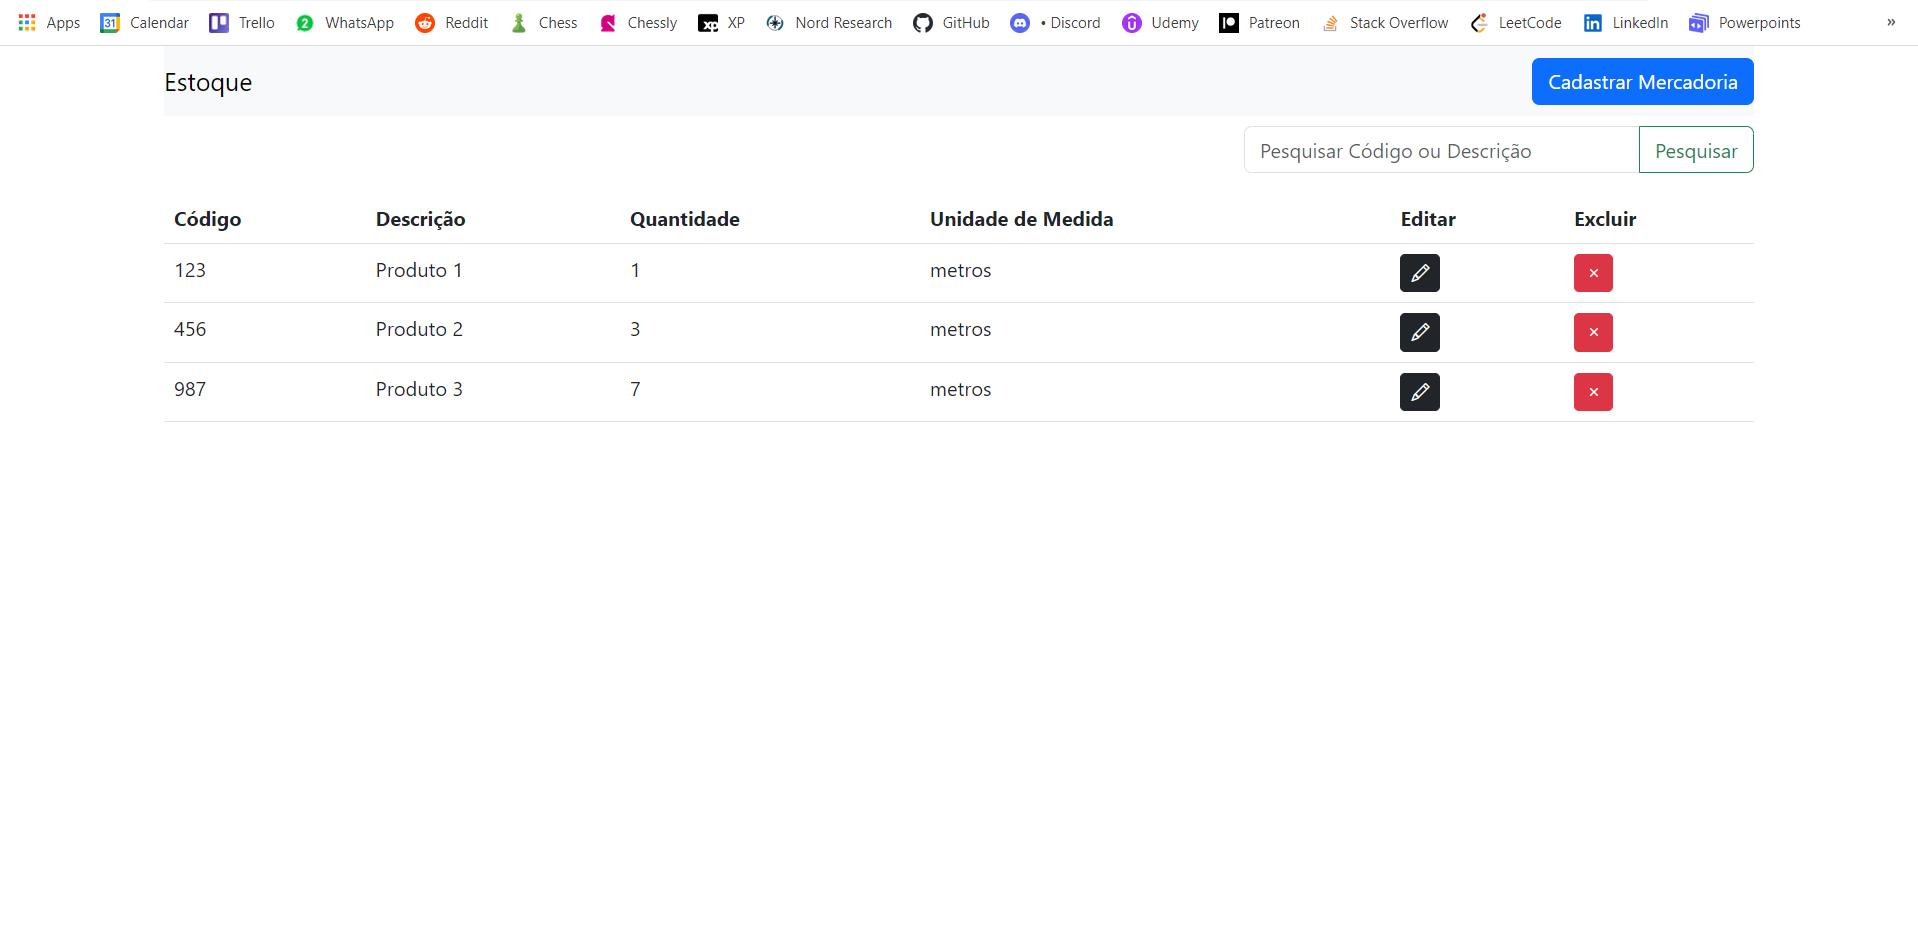 Apps Calendar Trello WhatsApp Reddit Chess Chessly XP Nord Research GitHub • Discord Udemy Patreon Stack Overflow LeetCode LinkedIn Powerpoints »
Estoque Cadastrar Mercadoria
Pesquisar Código ou Descrição Pesquisar
Código Descrição Quantidade Unidade de Medida Editar Excluir
123 Produto 1 1 metros
456 Produto 2 3 metros
987 Produto 3 7 metros